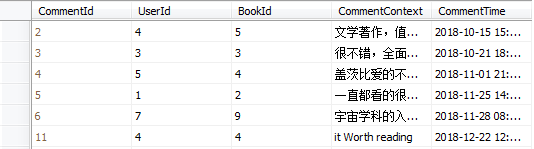 CommentId UserId BookId CommentContext CommentTime
2 4 5 文学著作，值... 2018-10-15 15:...
3 3 3 很不错，全面... 2018-10-21 18:...
4 5 4 盖茨比爱的不... 2018-11-01 21:...
5 1 2 一直都看的很... 2018-11-25 14:...
6 7 9 宇宙学科的入... 2018-11-28 08:...
11 4 4 it Worth reading 2018-12-22 12:...